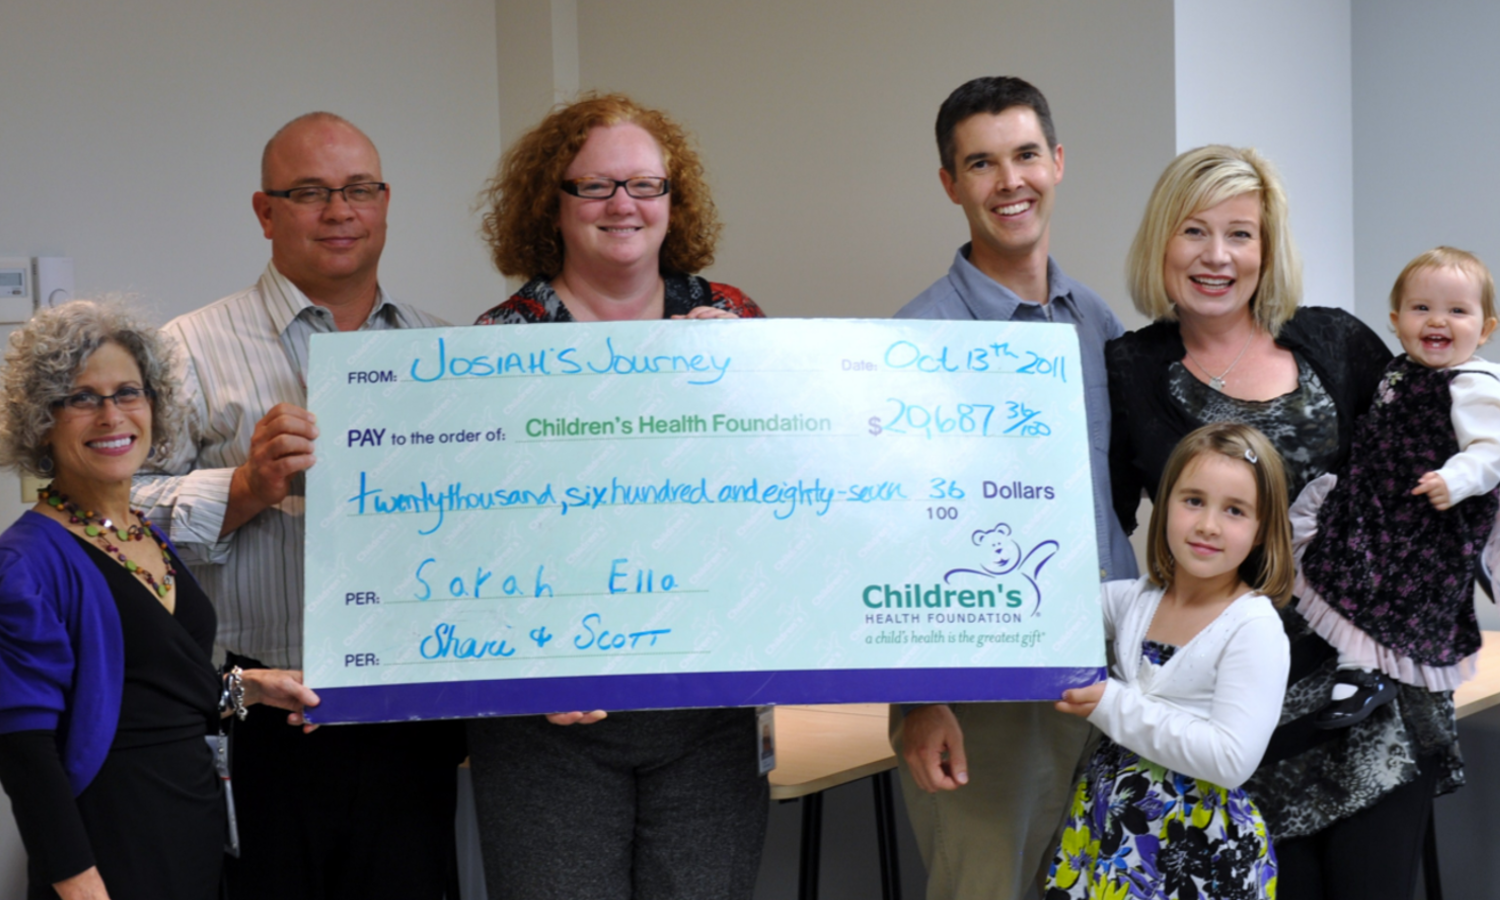 FROM: JOSIAH'S Journey Date: Oct 13th 2011
PAY to the order of: Children's Health Foundation $20,687 36/100
twenty thousand, six hundred and eighty-seven 36 Dollars
100
PER: Sarah Ella
PER: Shari & SCOTT
Children's
HEALTH FOUNDATION
a child's health is the greatest gift®